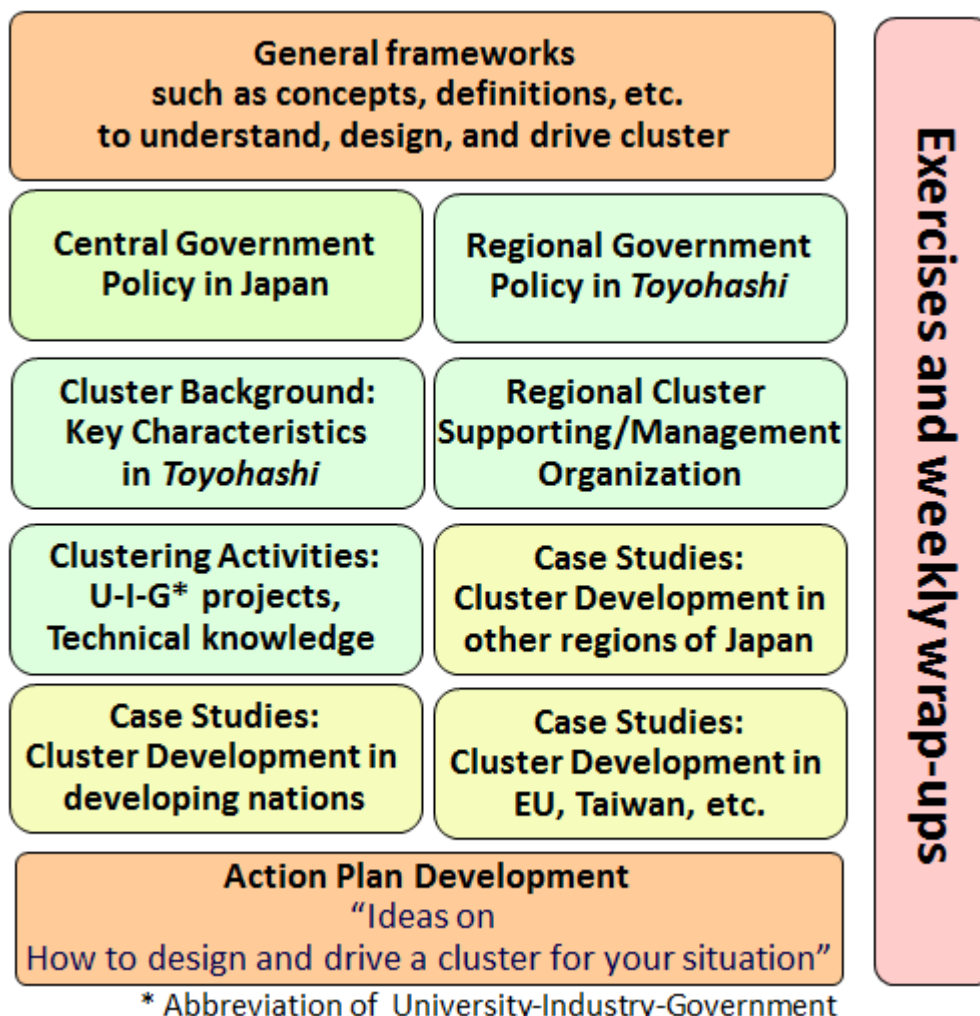 General frameworks
such as concepts, definitions, etc.
to understand, design, and drive cluster
Central Government
Policy in Japan
Regional Government
Policy in Toyohashi
Cluster Background:
Key Characteristics
in Toyohashi
Regional Cluster
Supporting/Management
Organization
Clustering Activities:
U-I-G* projects,
Technical knowledge
Case Studies:
Cluster Development in
other regions of Japan
Case Studies:
Cluster Development in
developing nations
Case Studies:
Cluster Development in
EU, Taiwan, etc.
Action Plan Development
“Ideas on
How to design and drive a cluster for your situation”
* Abbreviation of University-Industry-Government
Exercises and weekly wrap-ups